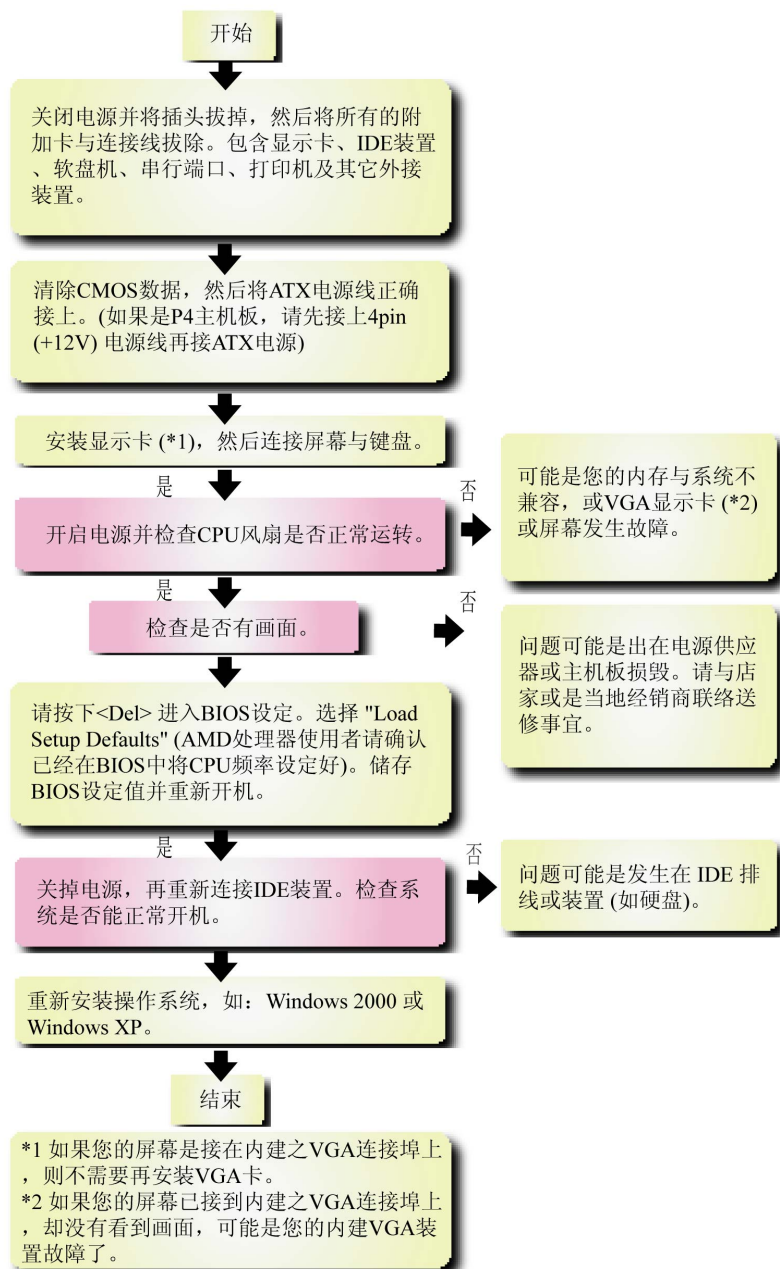 开始
关闭电源并将插头拔掉，然后将所有的附
加卡与连接线拔除。包含显示卡、IDE装置
、软盘机、串行端口、打印机及其它外接
装置。
清除CMOS数据，然后将ATX电源线正确
接上。(如果是P4主机板，请先接上4pin
(+12V) 电源线再接ATX电源)
安装显示卡 (*1)，然后连接屏幕与键盘。
是
否
开启电源并检查CPU风扇是否正常运转。
可能是您的内存与系统不
兼容，或VGA显示卡 (*2)
或屏幕发生故障。
是
否
检查是否有画面。
问题可能是出在电源供应
器或主机板损毁。请与店
家或是当地经销商联络送
修事宜。
请按下<Del> 进入BIOS设定。选择 "Load
Setup Defaults" (AMD处理器使用者请确认
已经在BIOS中将CPU频率设定好)。储存
BIOS设定值并重新开机。
是
否
关掉电源，再重新连接IDE装置。检查系
统是否能正常开机。
问题可能是发生在 IDE 排
线或装置 (如硬盘)。
重新安装操作系统，如：Windows 2000 或
Windows XP。
结束
*1 如果您的屏幕是接在内建之VGA连接埠上
，则不需要再安装VGA卡。
*2 如果您的屏幕已接到内建之VGA连接埠上
，却没有看到画面，可能是您的内建VGA装
置故障了。